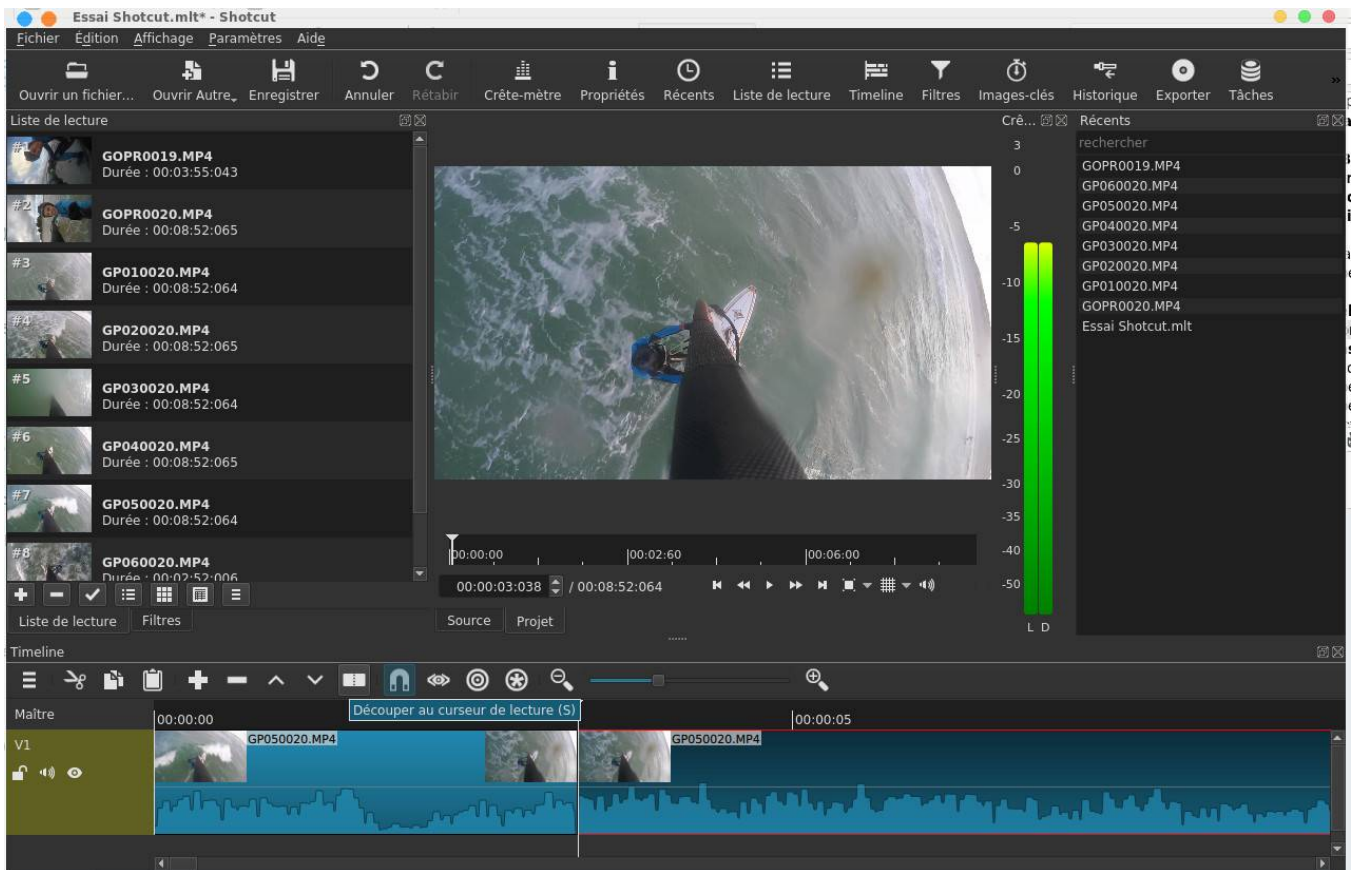 Essai Shotcut.mlt* - Shotcut
Fichier Édition Affichage Paramètres Aide
Ouvrir un fichier... Ouvrir Autre Enregistrer Annuler Rétablir Crête-mètre Propriétés Récents Liste de lecture Timeline Filtres Images-clés Historique Exporter Tâches »
Liste de lecture
#1
GOPR0019.MP4
Durée : 00:03:55:043
#2
GOPR0020.MP4
Durée : 00:08:52:065
#3
GP010020.MP4
Durée : 00:08:52:064
#4
GP020020.MP4
Durée : 00:08:52:065
#5
GP030020.MP4
Durée : 00:08:52:064
#6
GP040020.MP4
Durée : 00:08:52:065
#7
GP050020.MP4
Durée : 00:08:52:064
#8
GP060020.MP4
Durée : 00:02:52:006
Liste de lecture Filtres
00:00:00 00:02:60 00:06:00
00:00:03:038 / 00:08:52:064
Source Projet
Crê...
3
0
-5
-10
-15
-20
-25
-30
-35
-40
-50
L D
Récents
rechercher
GOPR0019.MP4
GP060020.MP4
GP050020.MP4
GP040020.MP4
GP030020.MP4
GP020020.MP4
GP010020.MP4
GOPR0020.MP4
Essai Shotcut.mlt
Timeline
Découper au curseur de lecture (S)
Maître
00:00:00 00:00:05
V1
GP050020.MP4 GP050020.MP4